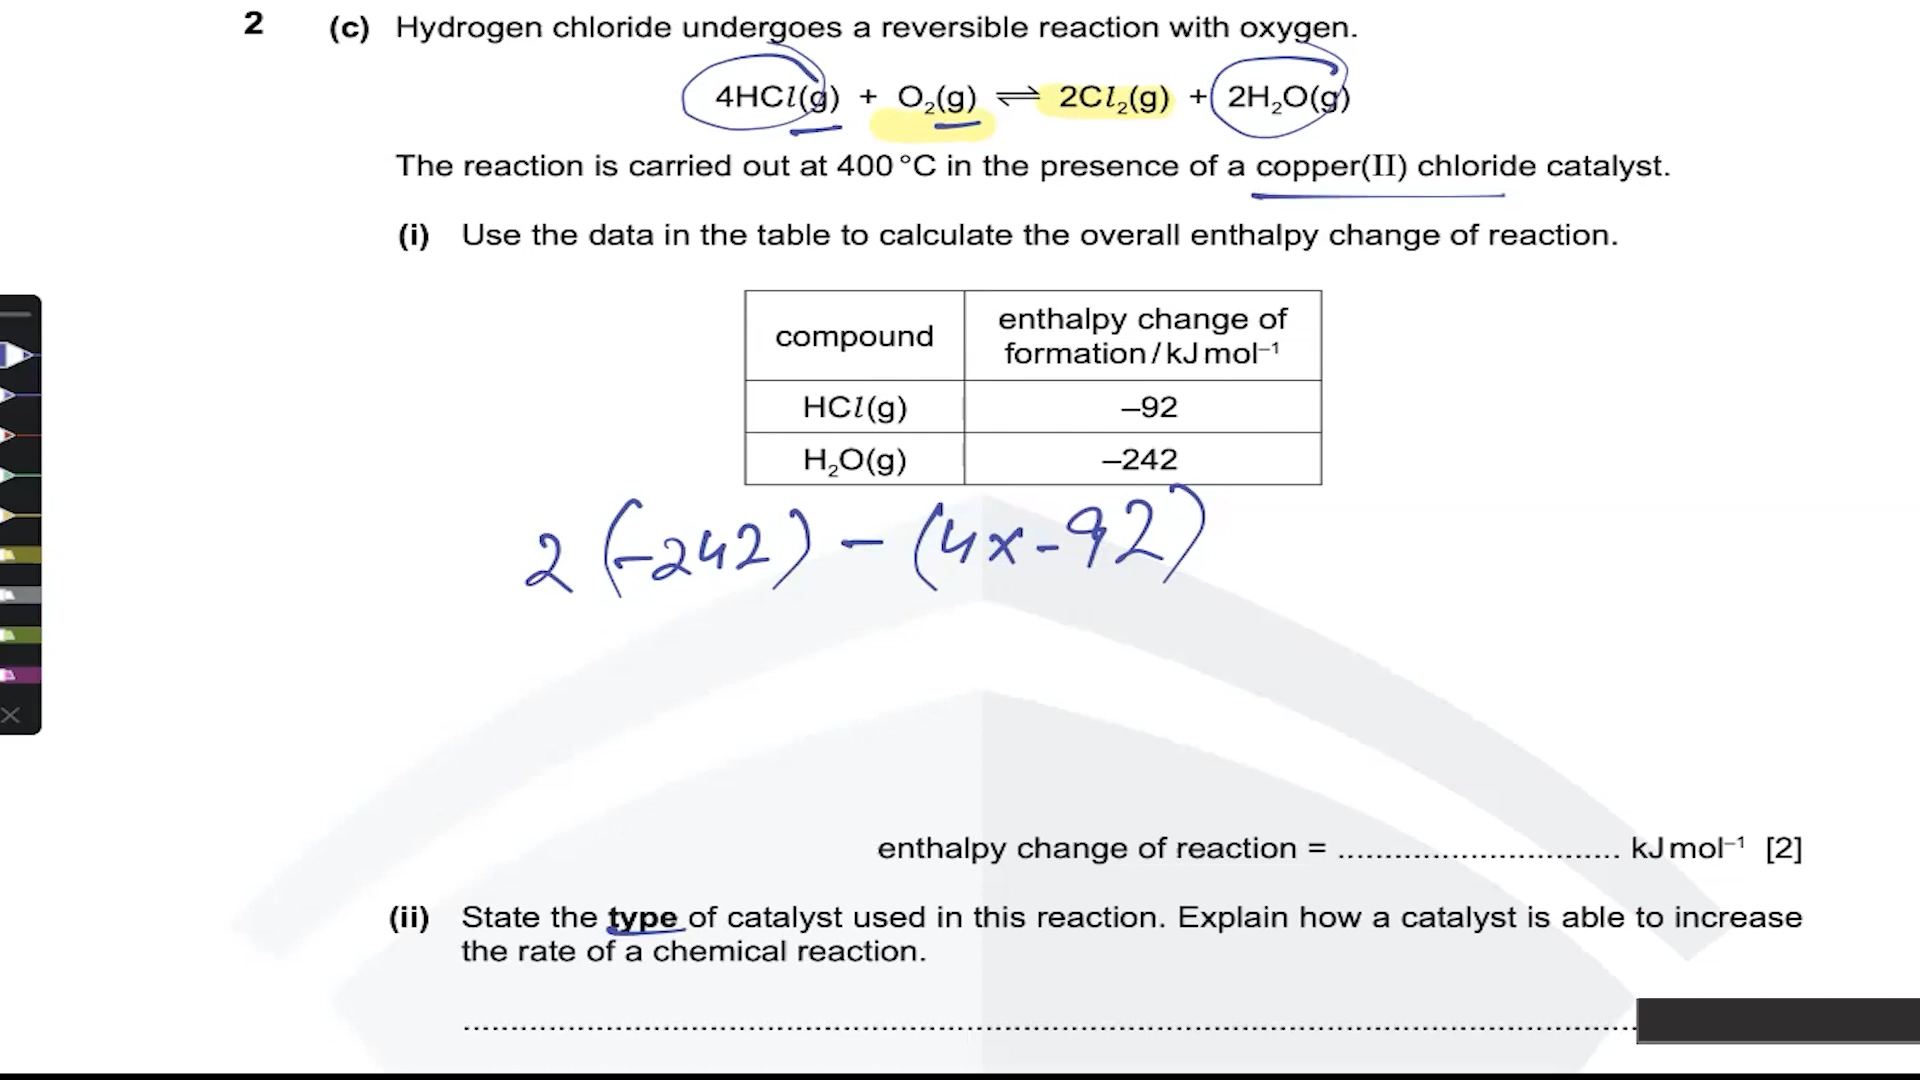 2 (c) Hydrogen chloride undergoes a reversible reaction with oxygen.
4HCl(g) + O₂(g) ⇌ 2Cl₂(g) + 2H₂O(g)
The reaction is carried out at 400 °C in the presence of a copper(II) chloride catalyst.
(i) Use the data in the table to calculate the overall enthalpy change of reaction.
compound
enthalpy change of
formation / kJ mol⁻¹
HCl(g) –92
H₂O(g) –242
2 (-242) - (4x-92)
enthalpy change of reaction = .............................. kJ mol⁻¹ [2]
(ii) State the type of catalyst used in this reaction. Explain how a catalyst is able to increase
the rate of a chemical reaction.